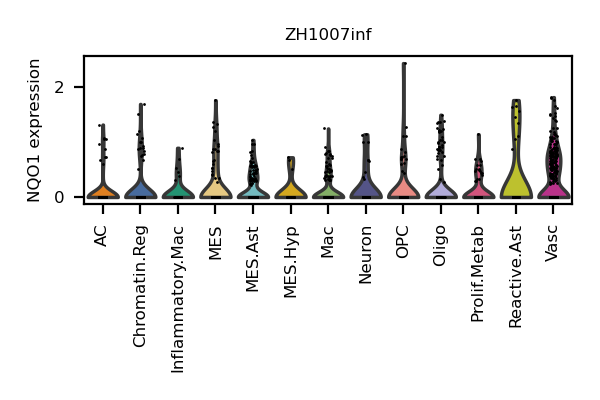 ZH1007inf
NQO1 expression
2
0
AC
Chromatin.Reg
Inflammatory.Mac
MES
MES.Ast
MES.Hyp
Mac
Neuron
OPC
Oligo
Prolif.Metab
Reactive.Ast
Vasc